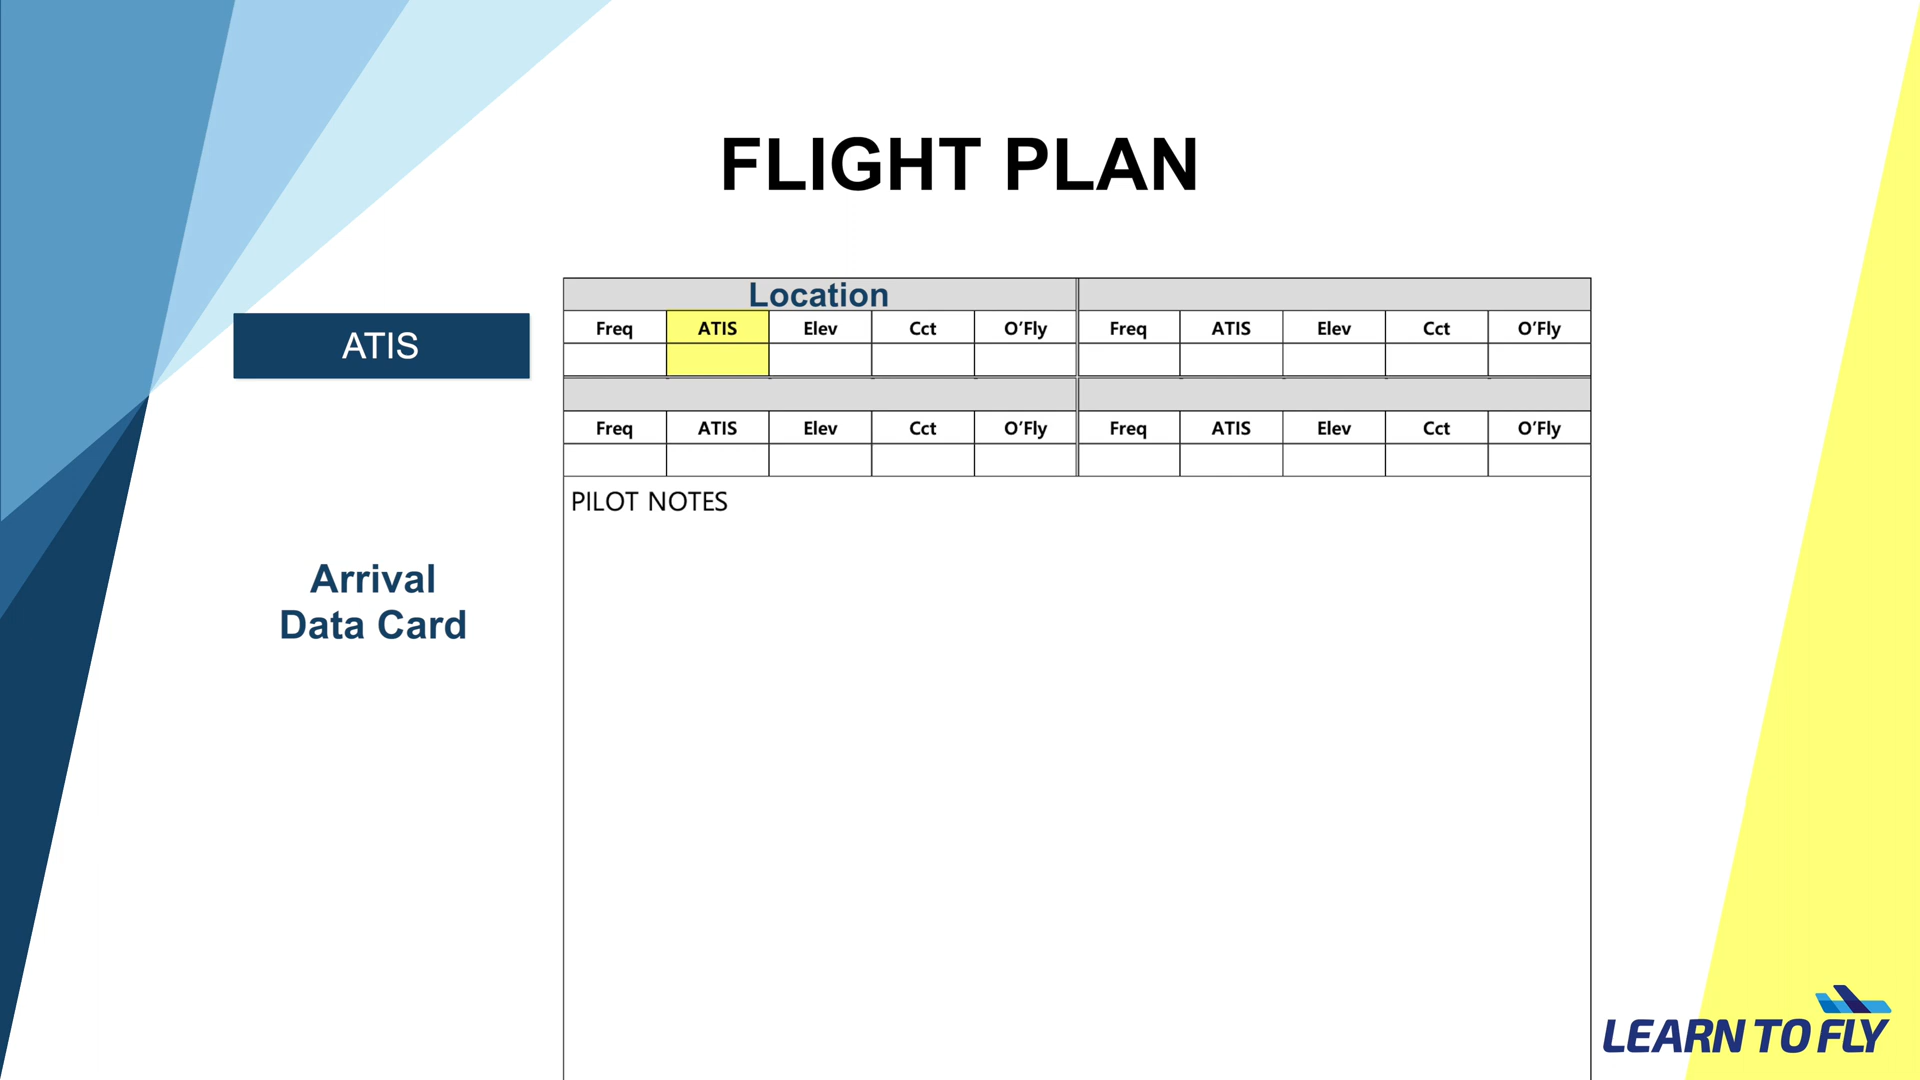 FLIGHT PLAN
ATIS
Location
Freq ATIS Elev Cct O'Fly Freq ATIS Elev Cct O'Fly
Freq ATIS Elev Cct O'Fly Freq ATIS Elev Cct O'Fly
PILOT NOTES
Arrival
Data Card
LEARN TO FLY